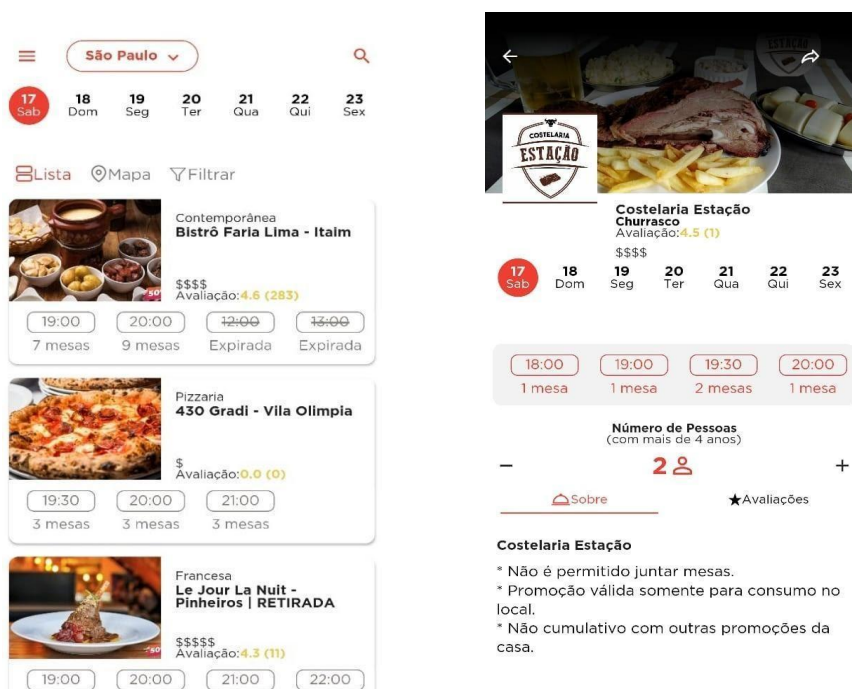 São Paulo
17 18 19 20 21 22 23
Sab Dom Seg Ter Qua Qui Sex
Lista Mapa Filtrar
Contemporânea
Bistrô Faria Lima - Itaim
$$$$
Avaliação:4.6 (283)
19:00 20:00 12:00 13:00
7 mesas 9 mesas Expirada Expirada
Pizzaria
430 Gradi - Vila Olimpia
$
Avaliação:0.0 (0)
19:30 20:00 21:00
3 mesas 3 mesas 3 mesas
Francesa
Le Jour La Nuit -
Pinheiros | RETIRADA
$$$$$
Avaliação:4.3 (11)
19:00 20:00 21:00 22:00
ESTAÇÃO
COSTELARIA
ESTAÇÃO
Costelaria Estação
Churrasco
Avaliação:4.5 (1)
$$$$
17 18 19 20 21 22 23
Sab Dom Seg Ter Qua Qui Sex
18:00 19:00 19:30 20:00
1 mesa 1 mesa 2 mesas 1 mesa
Número de Pessoas
(com mais de 4 anos)
− 2 +
Sobre Avaliações
Costelaria Estação
* Não é permitido juntar mesas.
* Promoção válida somente para consumo no
local.
* Não cumulativo com outras promoções da
casa.